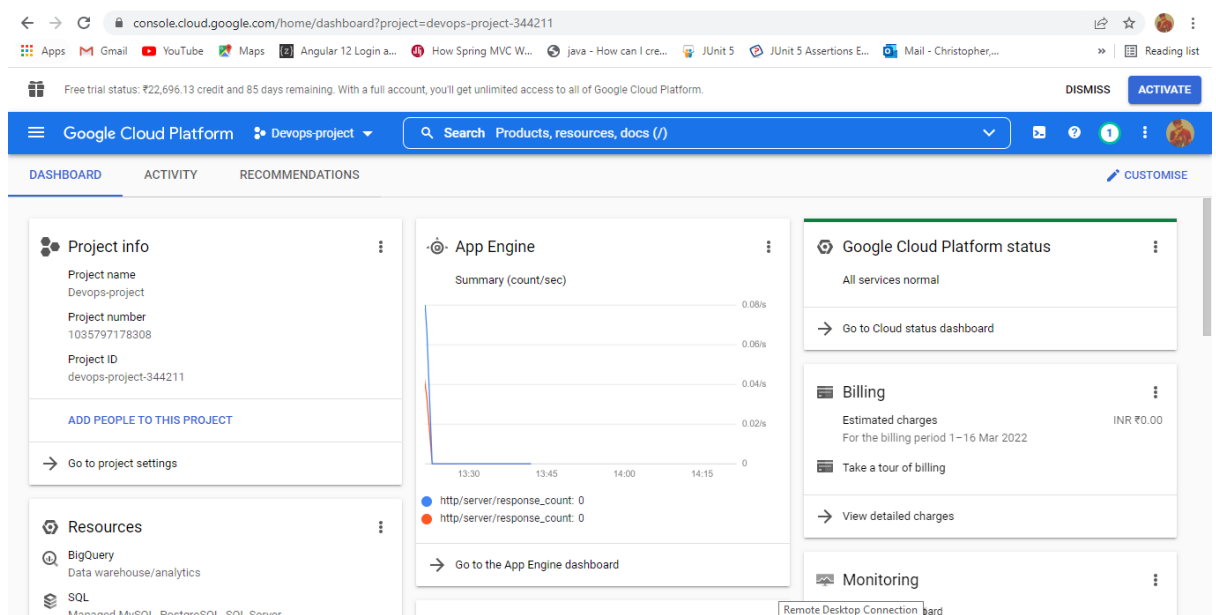 console.cloud.google.com/home/dashboard?project=devops-project-344211
Apps Gmail YouTube Maps Angular 12 Login a... How Spring MVC W... java - How can I cre... JUnit 5 JUnit 5 Assertions E... Mail - Christopher,... » Reading list
Free trial status: ₹22,696.13 credit and 85 days remaining. With a full account, you'll get unlimited access to all of Google Cloud Platform. DISMISS ACTIVATE
Google Cloud Platform Devops-project Search Products, resources, docs (/) 1
DASHBOARD ACTIVITY RECOMMENDATIONS CUSTOMISE
Project info
Project name
Devops-project
Project number
1035797178308
Project ID
devops-project-344211
ADD PEOPLE TO THIS PROJECT
Go to project settings
Resources
BigQuery
Data warehouse/analytics
SQL
Managed MySQL, PostgreSQL, SQL Server
App Engine
Summary (count/sec)
0.08/s
0.06/s
0.04/s
0.02/s
0
13:30 13:45 14:00 14:15
http/server/response_count: 0
http/server/response_count: 0
Go to the App Engine dashboard
Google Cloud Platform status
All services normal
Go to Cloud status dashboard
Billing
Estimated charges INR ₹0.00
For the billing period 1–16 Mar 2022
Take a tour of billing
View detailed charges
Monitoring
Remote Desktop Connection